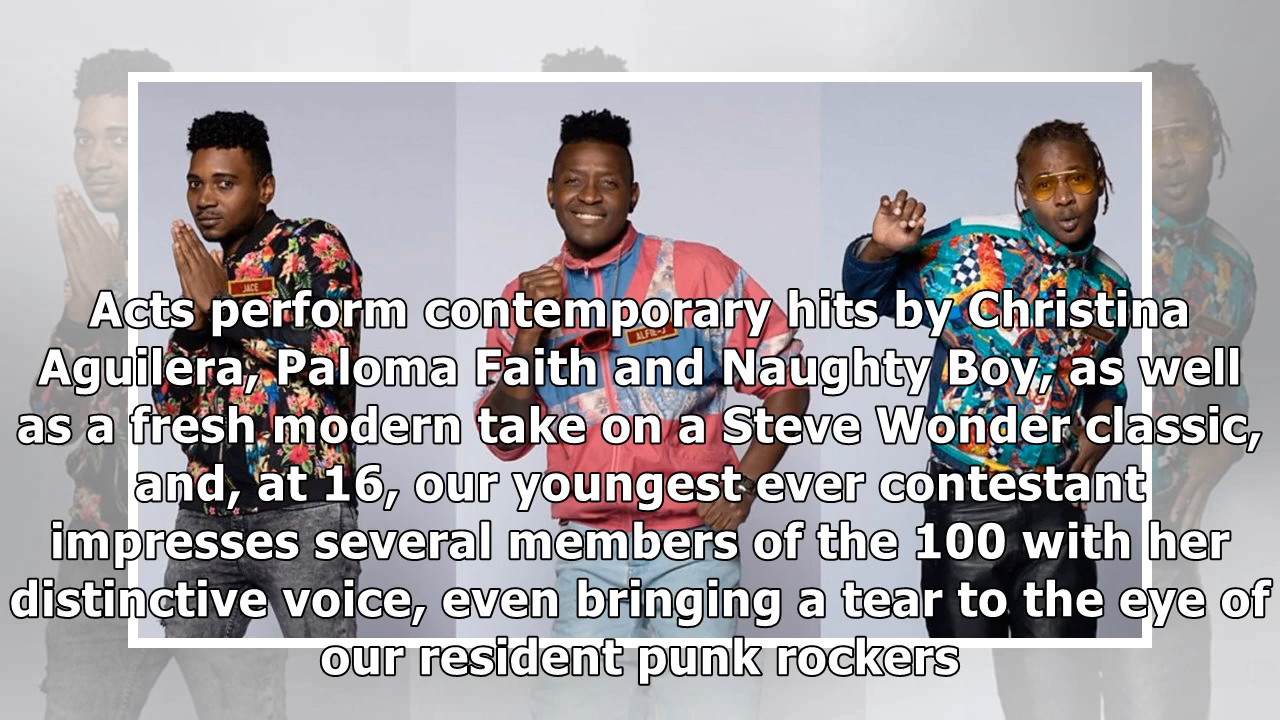 JACE
ALFIE-J
Acts perform contemporary hits by Christina
Aguilera, Paloma Faith and Naughty Boy, as well
as a fresh modern take on a Steve Wonder classic,
and, at 16, our youngest ever contestant
impresses several members of the 100 with her
distinctive voice, even bringing a tear to the eye of
our resident punk rockers